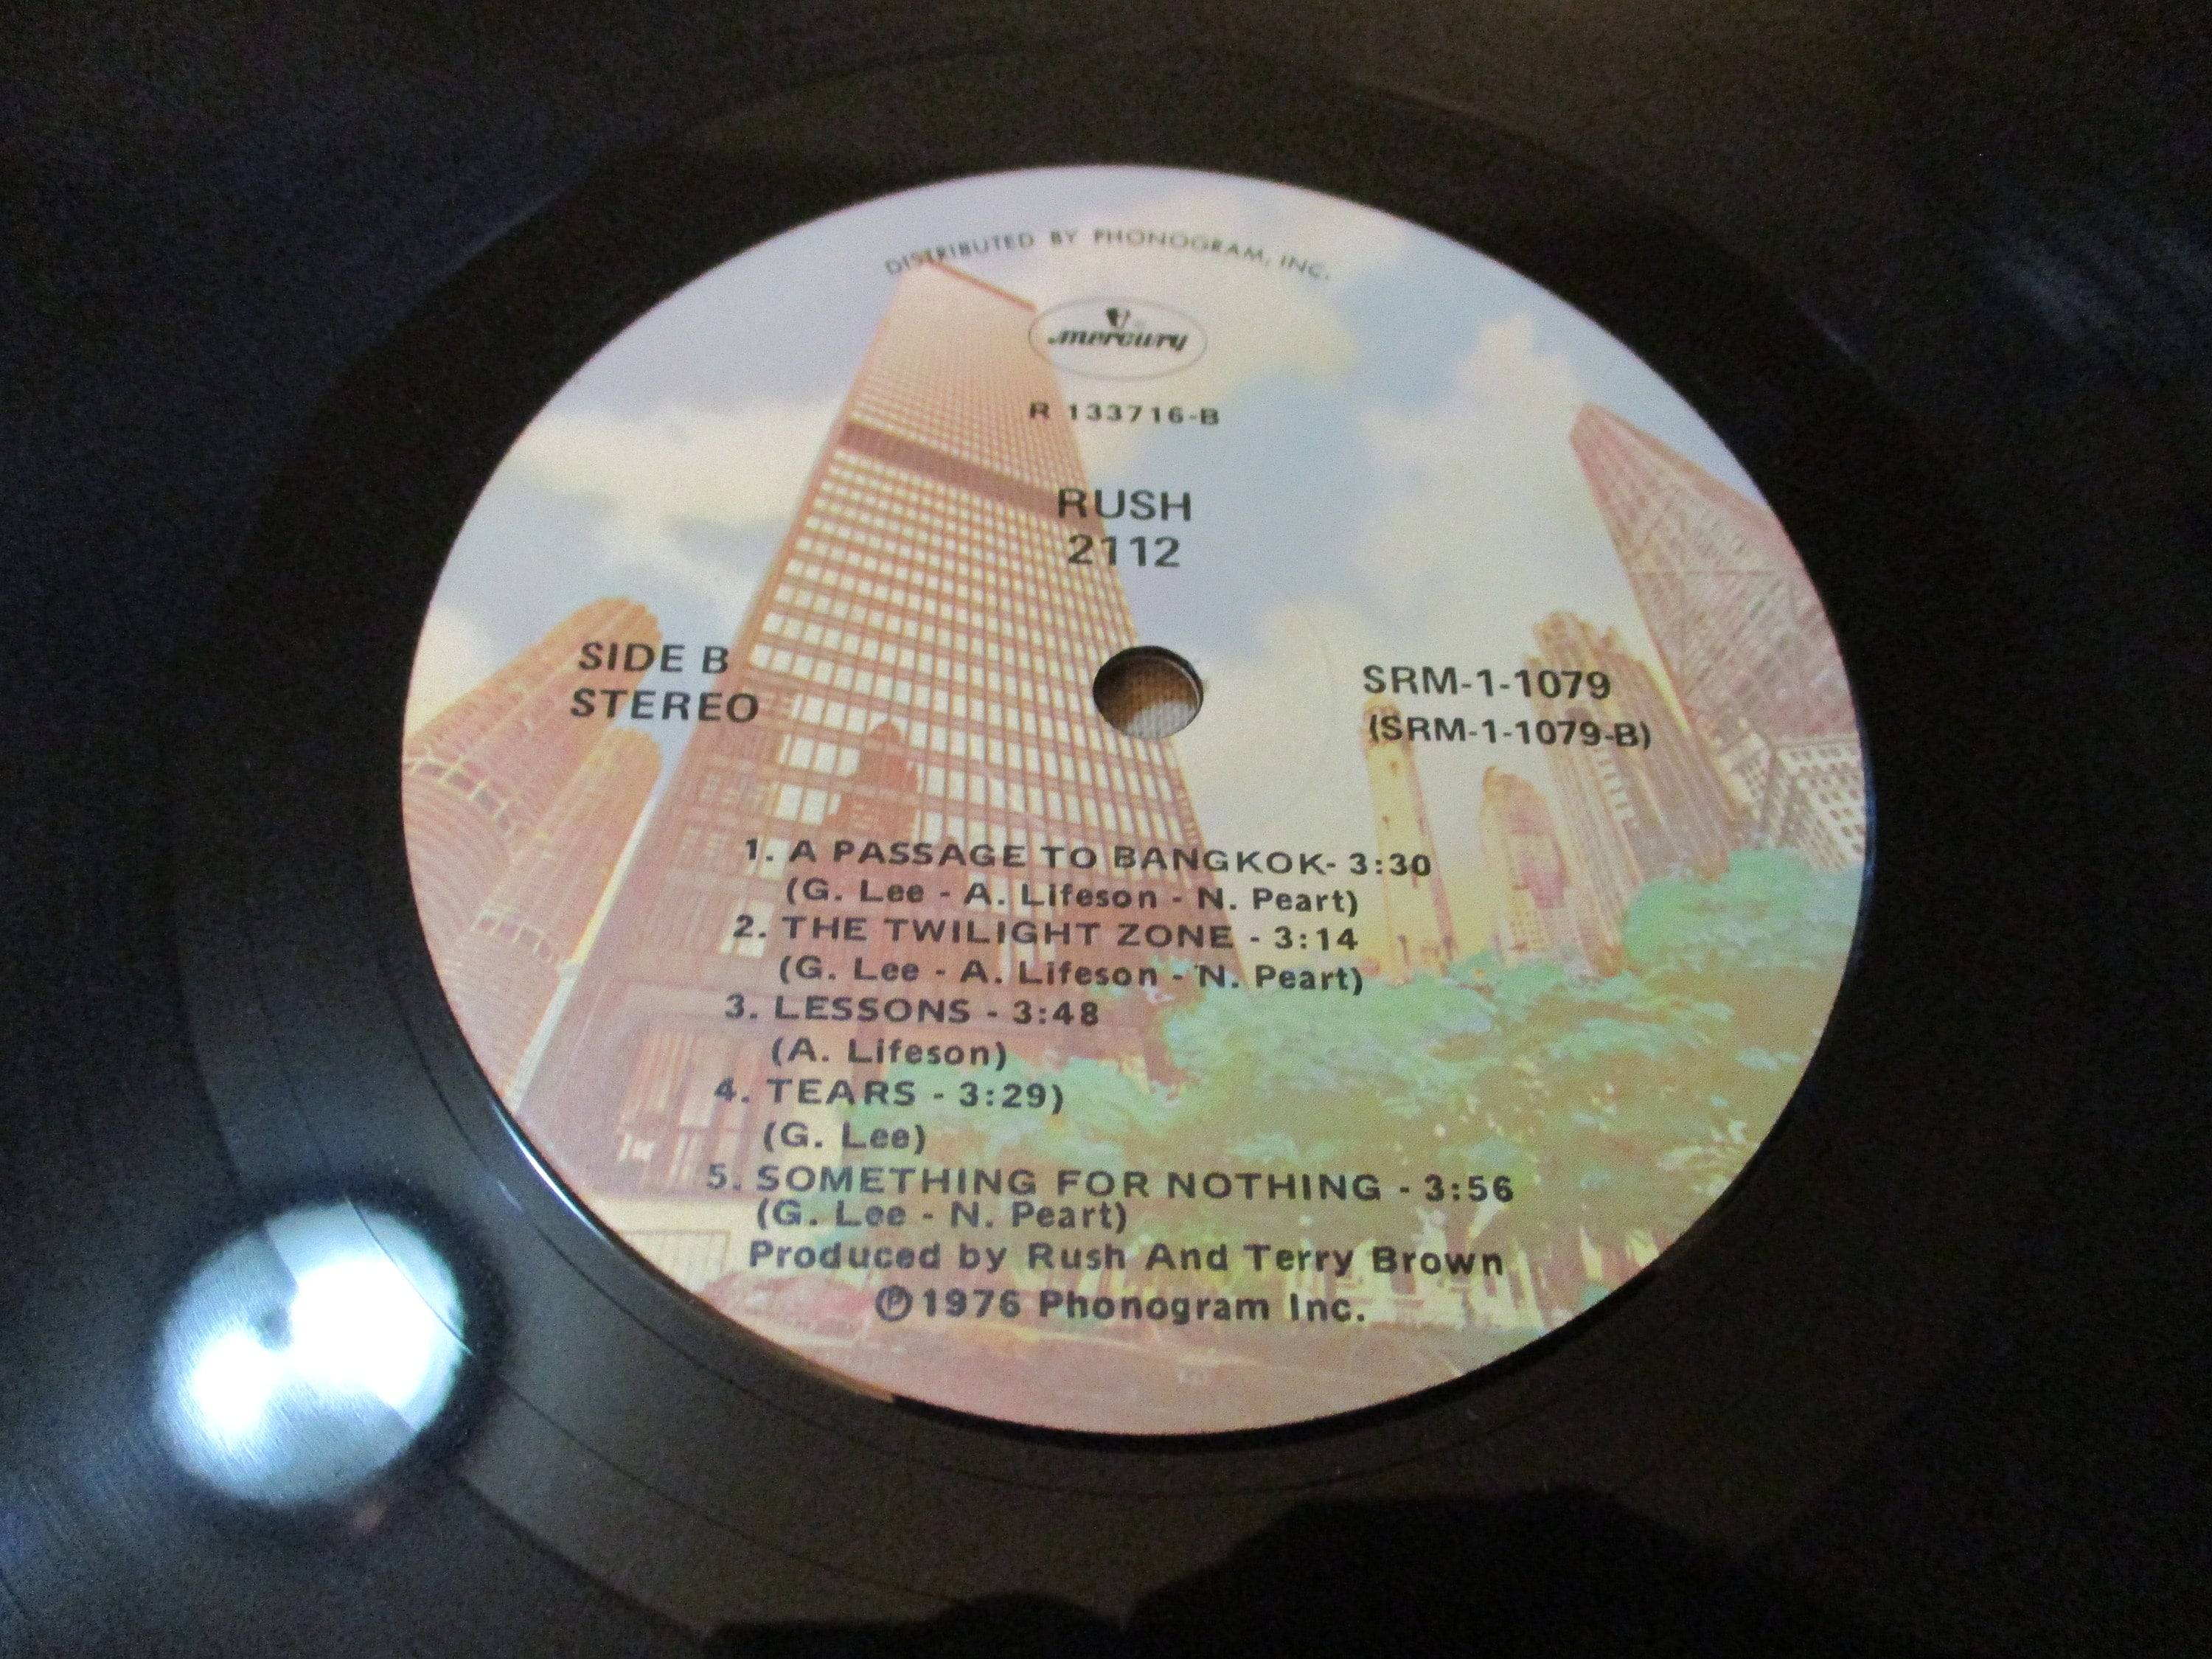 DISTRIBUTED BY PHONOGRAM, INC.
mercury
R 133716-B
RUSH
2112
SIDE B
STEREO
SRM-1-1079
(SRM-1-1079-B)
1. A PASSAGE TO BANGKOK- 3:30
(G. Lee - A. Lifeson - N. Peart)
2. THE TWILIGHT ZONE - 3:14
(G. Lee - A. Lifeson - N. Peart)
3. LESSONS - 3:48
(A. Lifeson)
4. TEARS - 3:29)
(G. Lee)
5. SOMETHING FOR NOTHING - 3:56
(G. Lee - N. Peart)
Produced by Rush And Terry Brown
℗1976 Phonogram Inc.